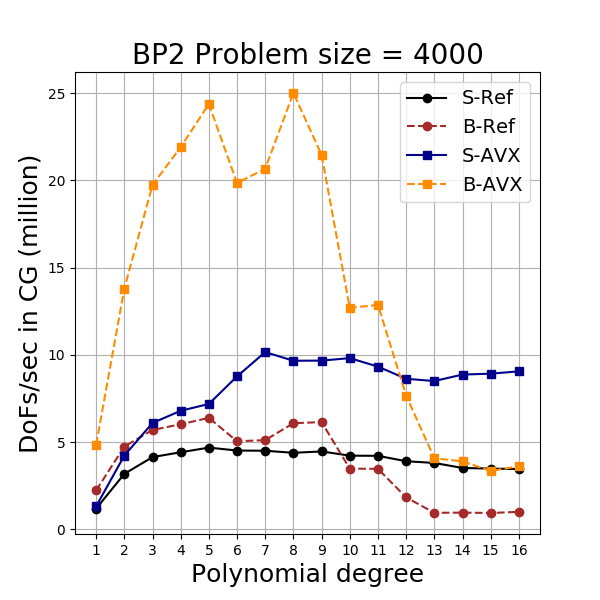 BP2 Problem size = 4000
DoFs/sec in CG (million)
25
20
15
10
5
0
S-Ref
B-Ref
S-AVX
B-AVX
1 2 3 4 5 6 7 8 9 10 11 12 13 14 15 16
Polynomial degree